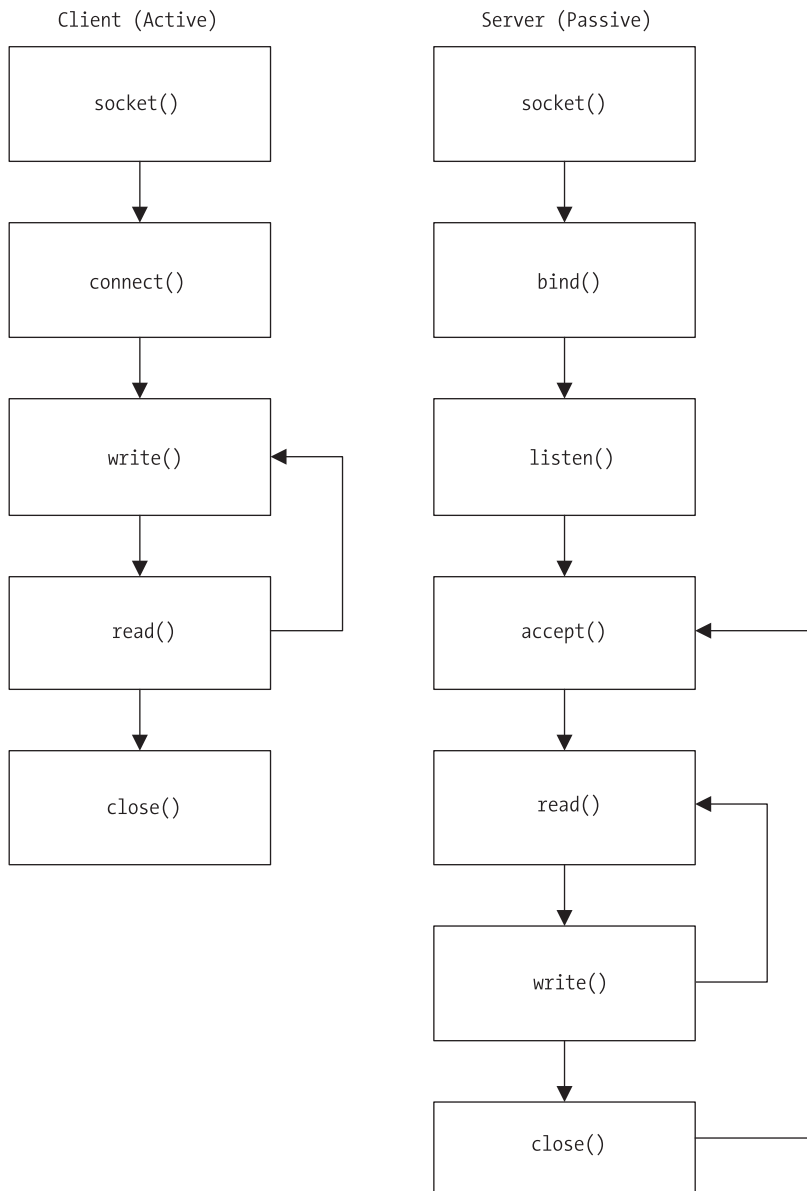 Client (Active)
socket()
connect()
write()
read()
close()
Server (Passive)
socket()
bind()
listen()
accept()
read()
write()
close()